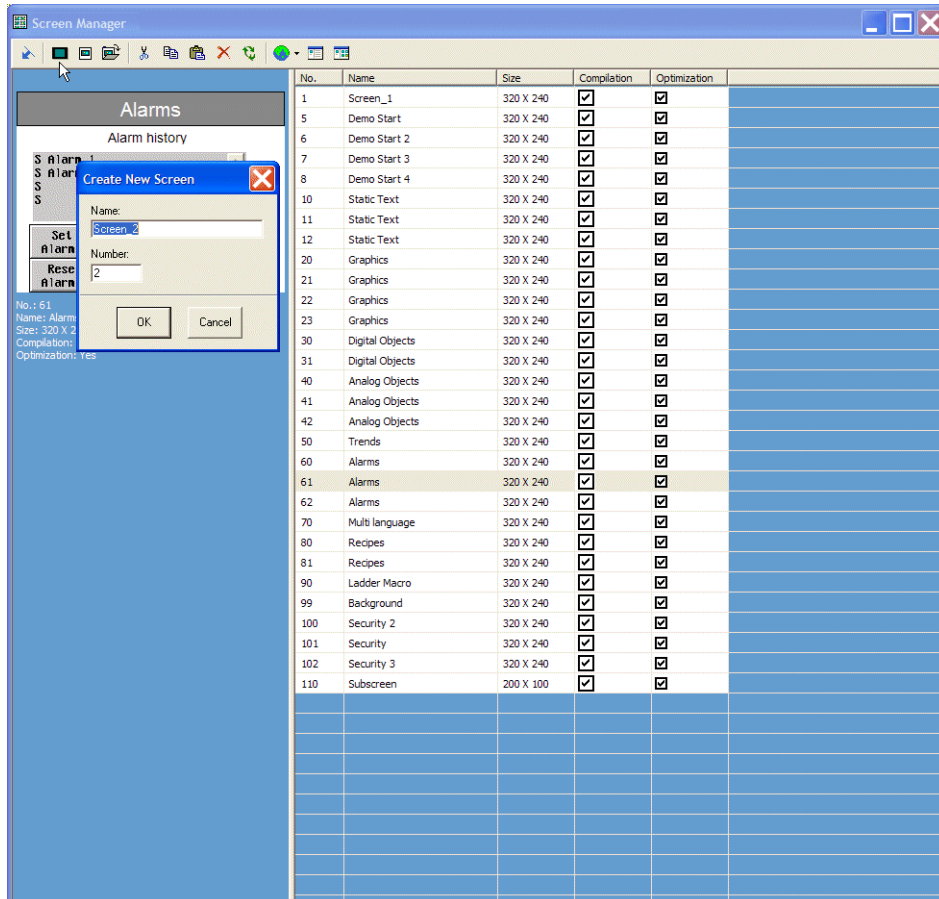 Screen Manager
No. Name Size Compilation Optimization
1 Screen_1 320 X 240
5 Demo Start 320 X 240
6 Demo Start 2 320 X 240
7 Demo Start 3 320 X 240
8 Demo Start 4 320 X 240
10 Static Text 320 X 240
11 Static Text 320 X 240
12 Static Text 320 X 240
20 Graphics 320 X 240
21 Graphics 320 X 240
22 Graphics 320 X 240
23 Graphics 320 X 240
30 Digital Objects 320 X 240
31 Digital Objects 320 X 240
40 Analog Objects 320 X 240
41 Analog Objects 320 X 240
42 Analog Objects 320 X 240
50 Trends 320 X 240
60 Alarms 320 X 240
61 Alarms 320 X 240
62 Alarms 320 X 240
70 Multi language 320 X 240
80 Recipes 320 X 240
81 Recipes 320 X 240
90 Ladder Macro 320 X 240
99 Background 320 X 240
100 Security 2 320 X 240
101 Security 320 X 240
102 Security 3 320 X 240
110 Subscreen 200 X 100
Alarms
Alarm history
S Alarm 1
S Alar
S
S
Set
Alarm
Rese
Alarm
Create New Screen
Name:
Screen_2
Number:
2
OK Cancel
No.: 61
Name: Alarms
Size: 320 X 2
Compilation:
Optimization: Yes